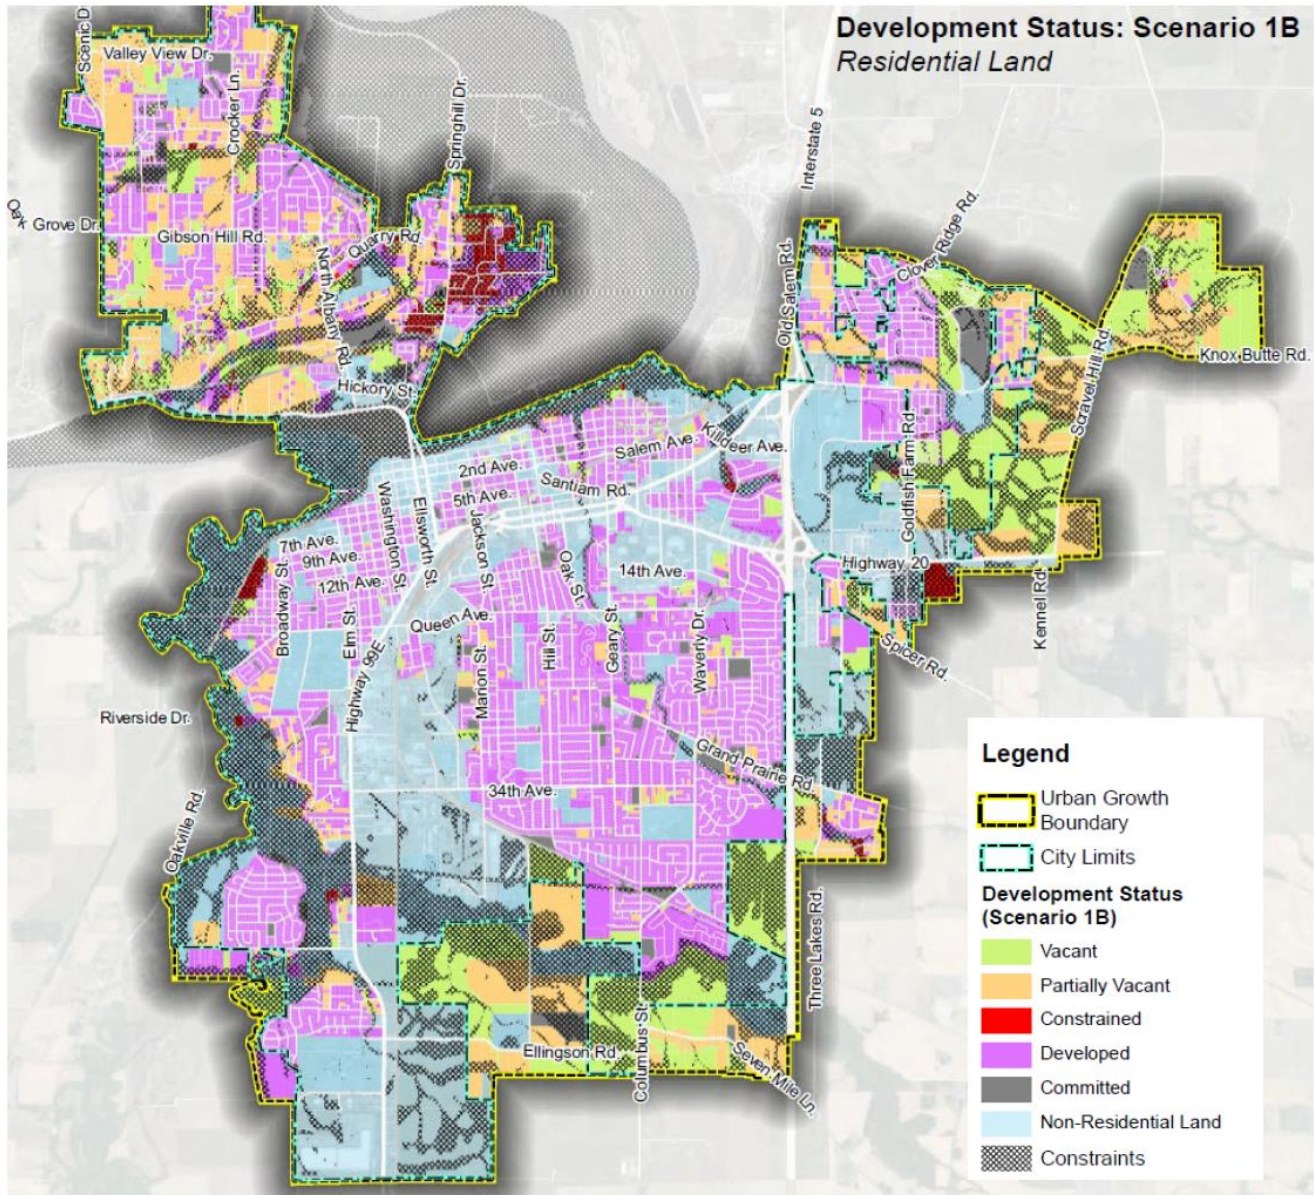 Development Status: Scenario 1B
Residential Land
Scenic D
Valley View Dr.
Crocker Ln.
Springhill Dr.
Interstate 5
Oak Grove Dr.
Gibson Hill Rd.
Quarry Rd.
North Albany Rd.
Hickory St.
Old Salem Rd.
Clover Ridge Rd.
Scravel Hill Rd.
Knox Butte Rd.
Goldfish Farm Rd
Killdeer Ave.
Salem Ave.
2nd Ave.
5th Ave.
Santiam Rd.
Washington St.
Ellsworth St.
Jackson St.
7th Ave.
9th Ave.
12th Ave.
Broadway St.
Elm St.
Highway 99E
Queen Ave.
Oak St.
14th Ave.
Highway 20
Kennel Rd.
Spicer Rd.
Marion St.
Hill St.
Geary St.
Waverly Dr.
Riverside Dr.
Grand Prairie Rd.
34th Ave.
Oakville Rd.
Three Lakes Rd.
Columbus St.
Ellingson Rd.
Seven Mile Ln.
Legend
Urban Growth
Boundary
City Limits
Development Status
(Scenario 1B)
Vacant
Partially Vacant
Constrained
Developed
Committed
Non-Residential Land
Constraints